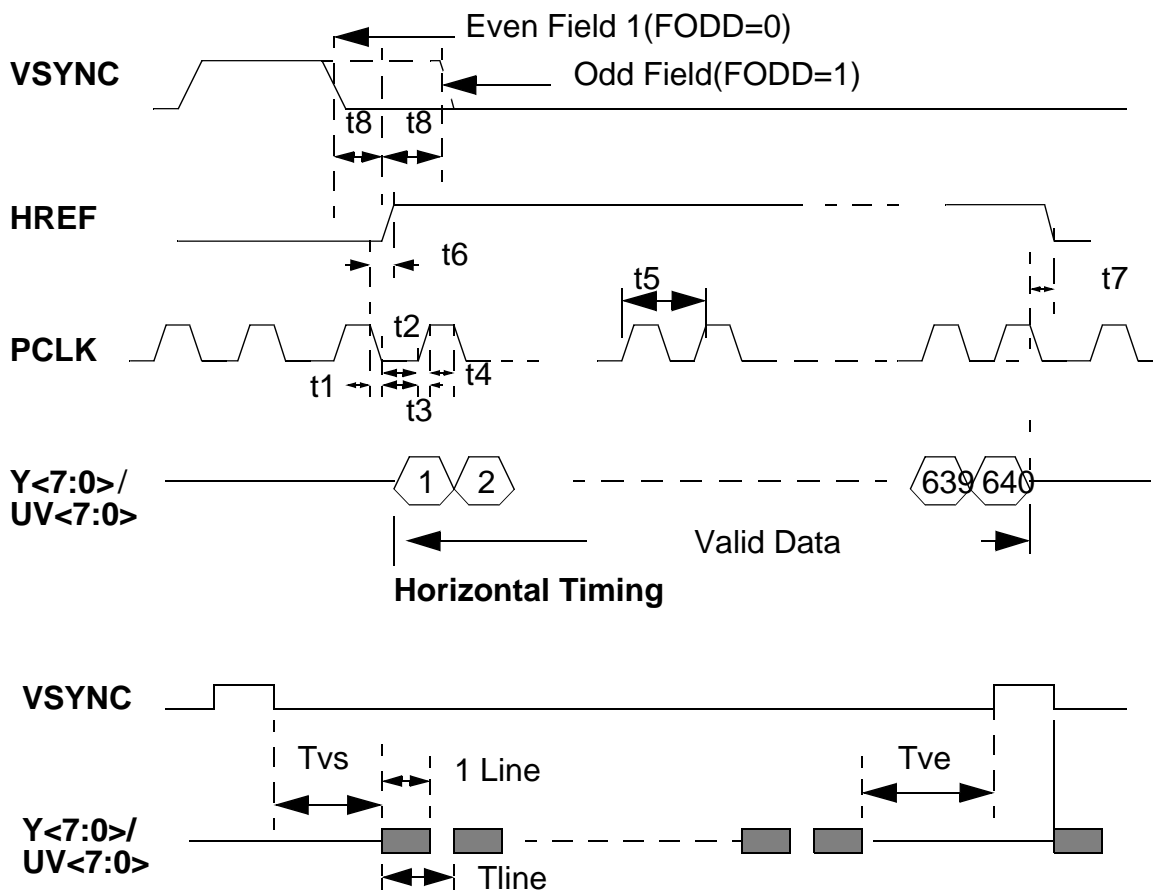 Even Field 1(FODD=0)
VSYNC
Odd Field(FODD=1)
t8 t8
HREF
t6
t5
t7
t2
PCLK
t1
t4
t3
Y<7:0>/
UV<7:0>
1 2 639 640
Valid Data
Horizontal Timing
VSYNC
Tvs
1 Line
Tve
Y<7:0>/
UV<7:0>
Tline